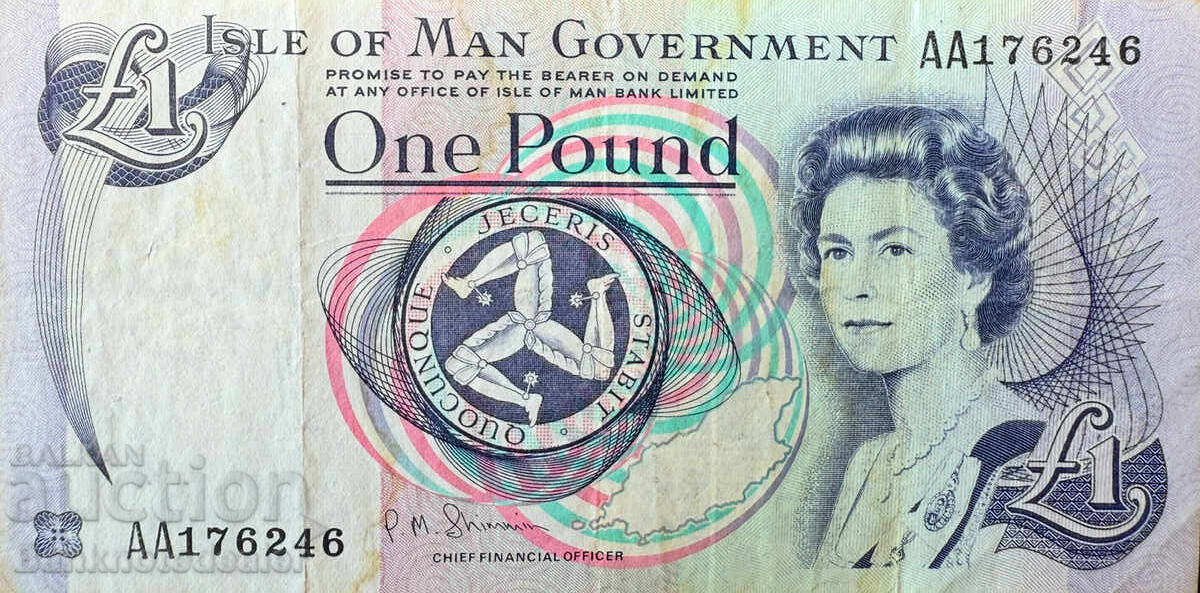 £1
ISLE OF MAN GOVERNMENT AA176246
PROMISE TO PAY THE BEARER ON DEMAND
AT ANY OFFICE OF ISLE OF MAN BANK LIMITED
ONE POUND
QUOCUNQUE · JECERIS · STABIT ·
£1
BALKAN
auction
AA176246
P. M. Shimmin
CHIEF FINANCIAL OFFICER